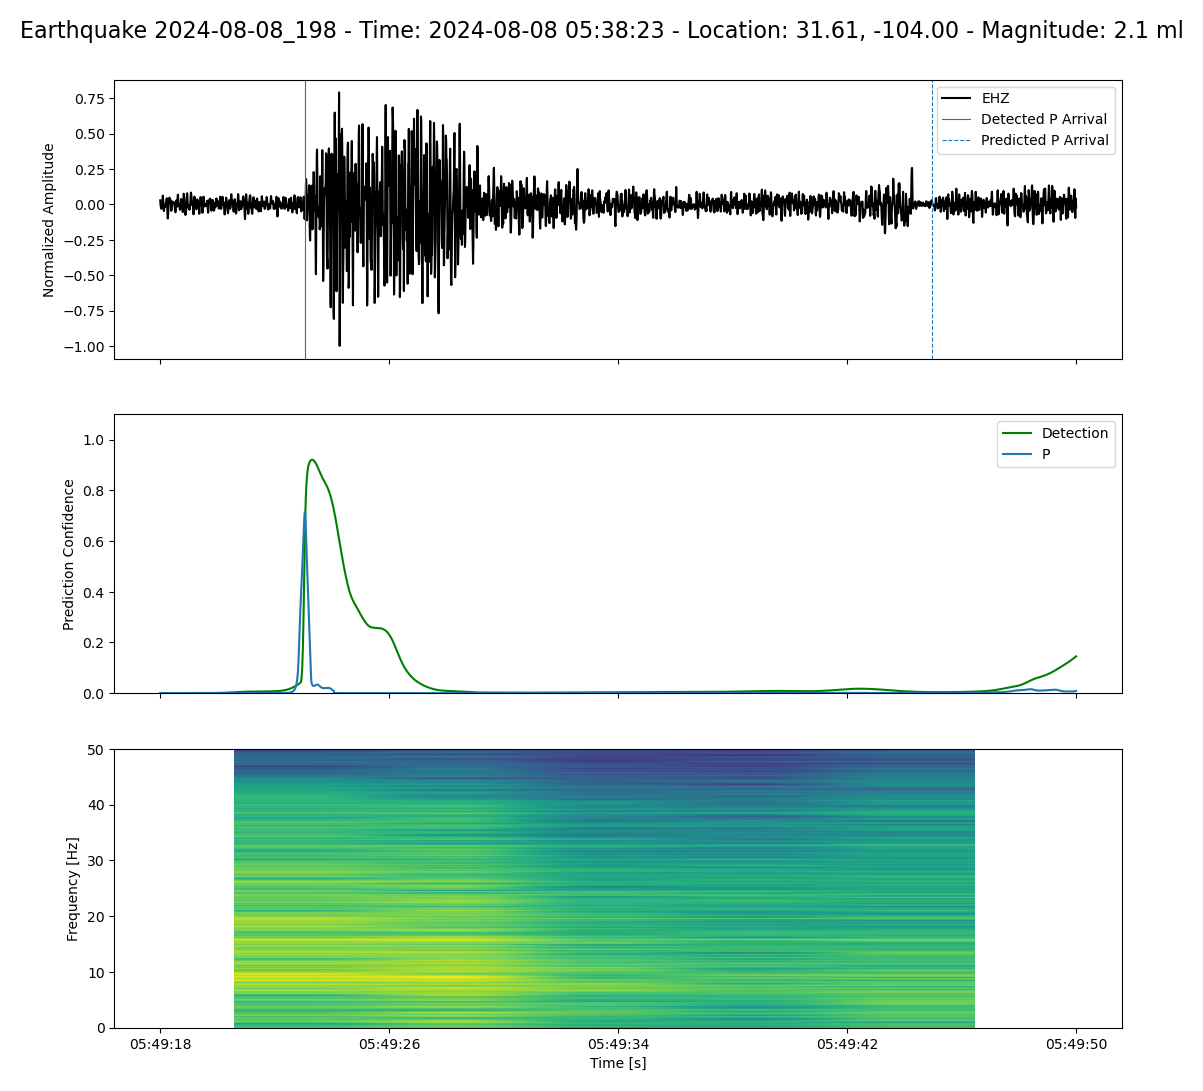 Earthquake 2024-08-08_198 - Time: 2024-08-08 05:38:23 - Location: 31.61, -104.00 - Magnitude: 2.1 ml
Normalized Amplitude
0.75
0.50
0.25
0.00
−0.25
−0.50
−0.75
−1.00
EHZ
Detected P Arrival
Predicted P Arrival
Prediction Confidence
1.0
0.8
0.6
0.4
0.2
0.0
Detection
P
Frequency [Hz]
50
40
30
20
10
0
05:49:18 05:49:26 05:49:34 05:49:42 05:49:50
Time [s]